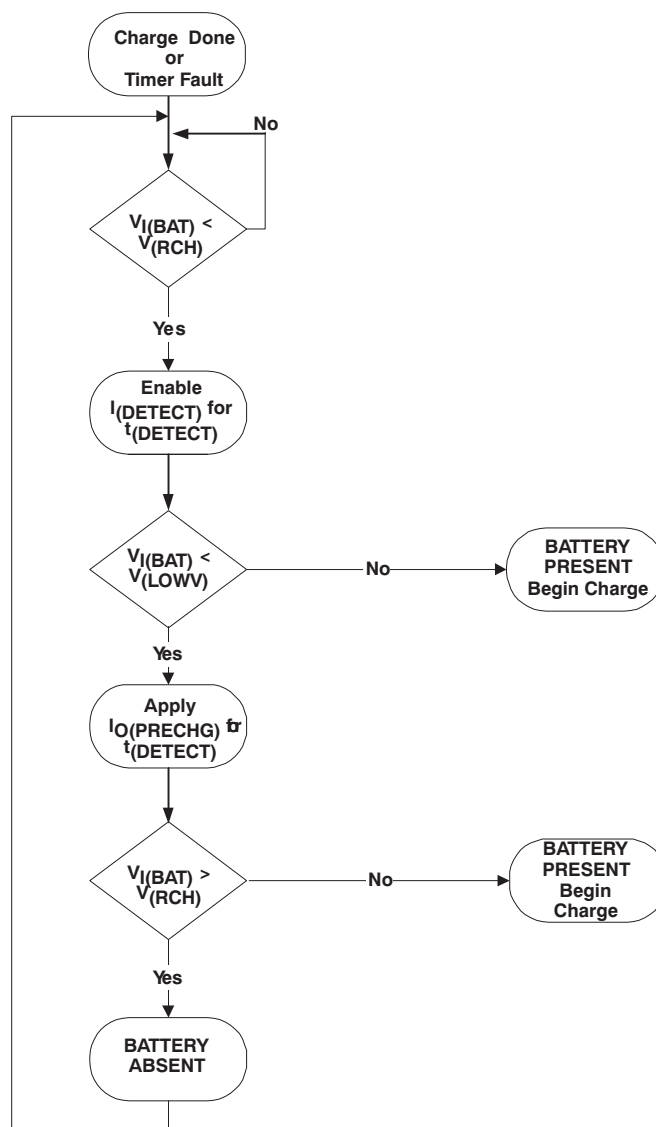 Charge Done
or
Timer Fault
No
VI(BAT) <
V(RCH)
Yes
Enable
I(DETECT) for
t(DETECT)
VI(BAT) <
V(LOWV)
No
BATTERY
PRESENT
Begin Charge
Yes
Apply
IO(PRECHG) for
t(DETECT)
VI(BAT) >
V(RCH)
No
BATTERY
PRESENT
Begin
Charge
Yes
BATTERY
ABSENT